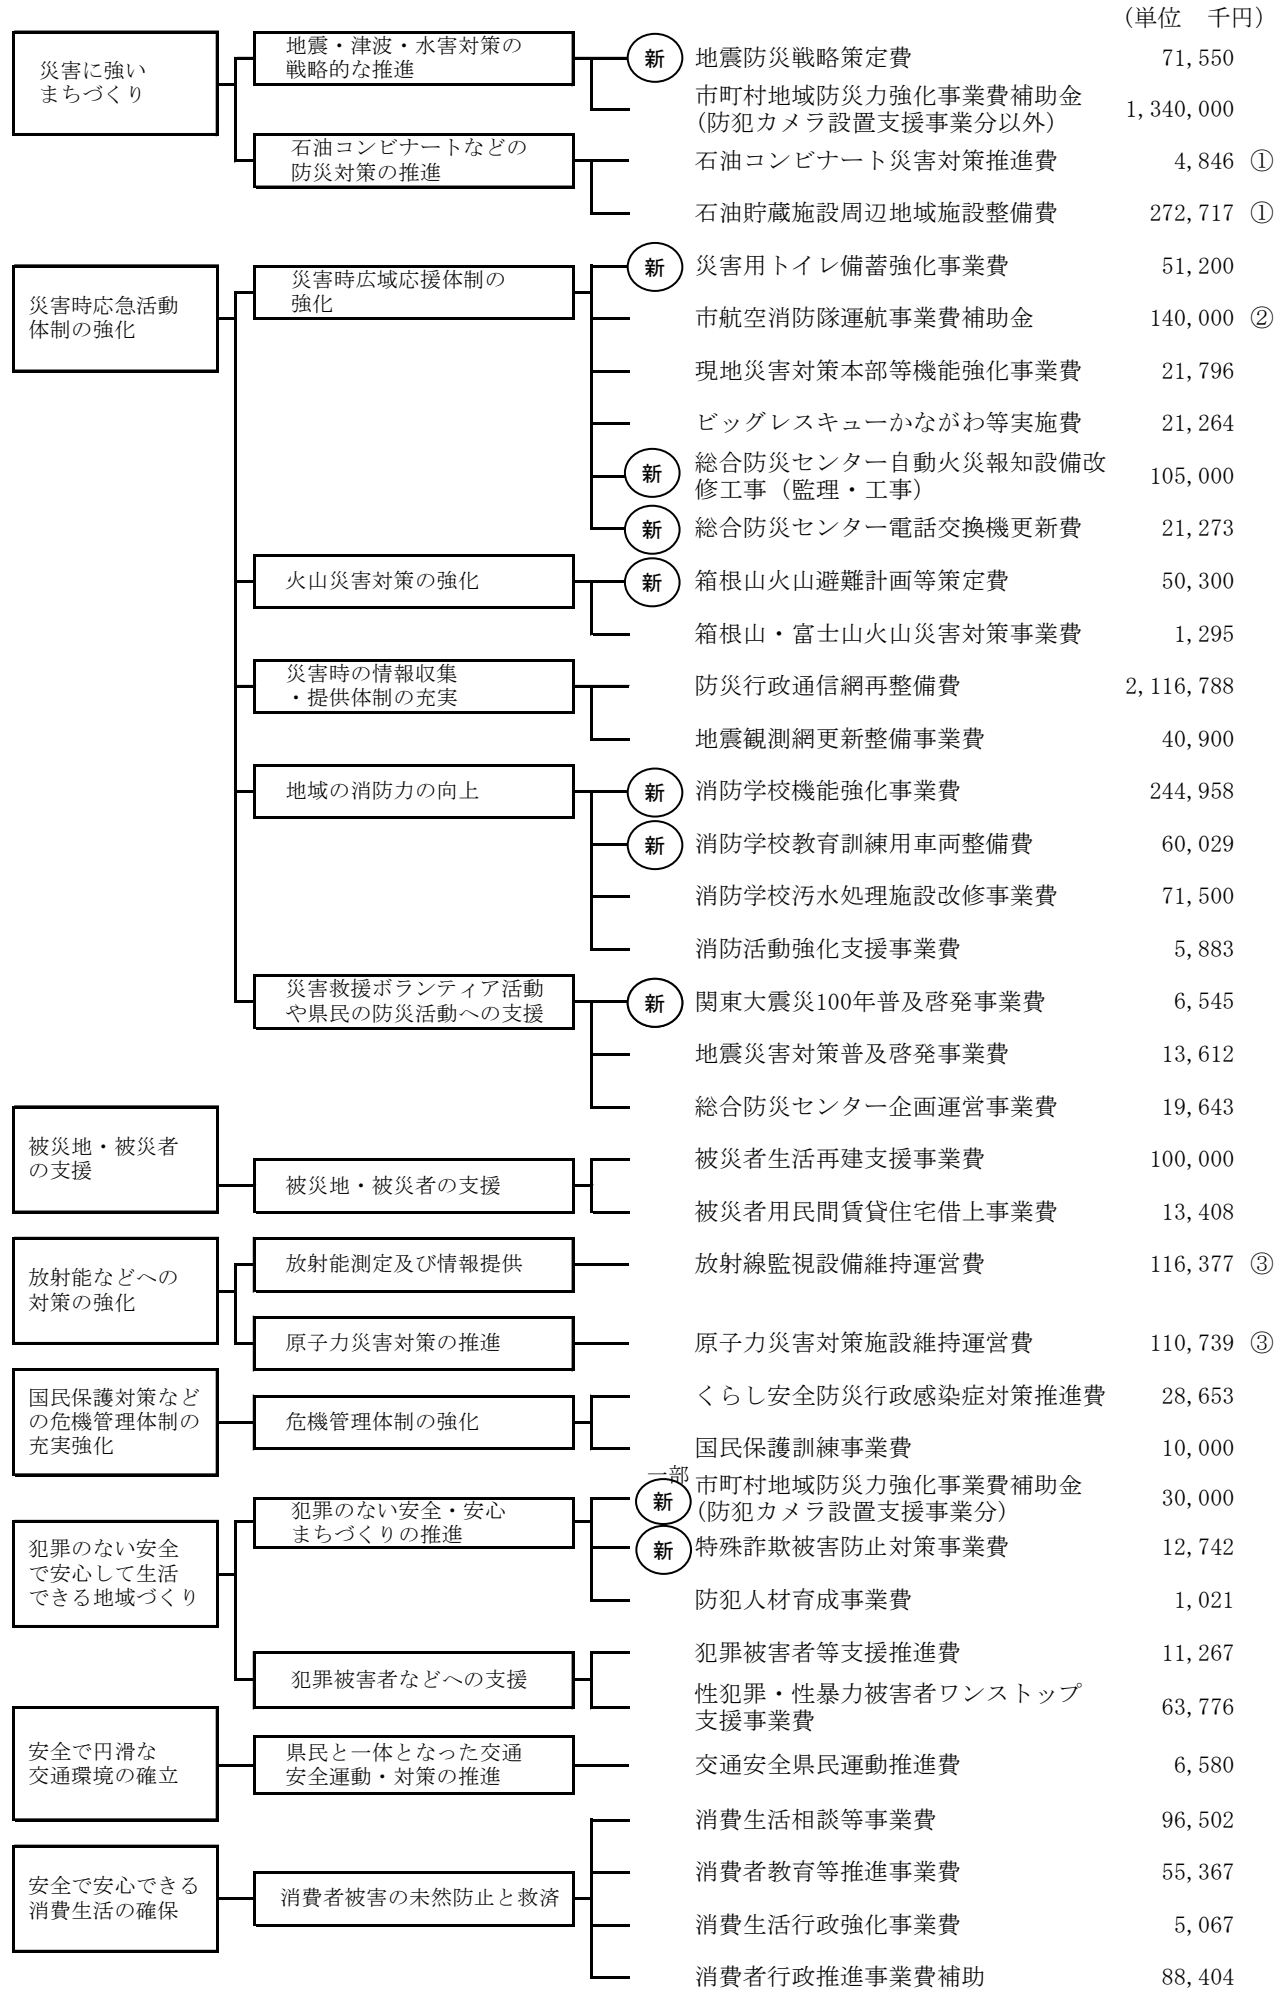 (単位　千円)
災害に強い
まちづくり
地震・津波・水害対策の
戦略的な推進
新 地震防災戦略策定費 71,550
市町村地域防災力強化事業費補助金
(防犯カメラ設置支援事業分以外) 1,340,000
石油コンビナートなどの
防災対策の推進
石油コンビナート災害対策推進費 4,846 ①
石油貯蔵施設周辺地域施設整備費 272,717 ①
災害時応急活動
体制の強化
災害時広域応援体制の
強化
新 災害用トイレ備蓄強化事業費 51,200
市航空消防隊運航事業費補助金 140,000 ②
現地災害対策本部等機能強化事業費 21,796
ビッグレスキューかながわ等実施費 21,264
新 総合防災センター自動火災報知設備改
修工事（監理・工事） 105,000
新 総合防災センター電話交換機更新費 21,273
火山災害対策の強化
新 箱根山火山避難計画等策定費 50,300
箱根山・富士山火山災害対策事業費 1,295
災害時の情報収集
・提供体制の充実
防災行政通信網再整備費 2,116,788
地震観測網更新整備事業費 40,900
地域の消防力の向上
新 消防学校機能強化事業費 244,958
新 消防学校教育訓練用車両整備費 60,029
消防学校汚水処理施設改修事業費 71,500
消防活動強化支援事業費 5,883
災害救援ボランティア活動
や県民の防災活動への支援
新 関東大震災100年普及啓発事業費 6,545
地震災害対策普及啓発事業費 13,612
総合防災センター企画運営事業費 19,643
被災地・被災者
の支援
被災地・被災者の支援
被災者生活再建支援事業費 100,000
被災者用民間賃貸住宅借上事業費 13,408
放射能などへの
対策の強化
放射能測定及び情報提供
放射線監視設備維持運営費 116,377 ③
原子力災害対策の推進
原子力災害対策施設維持運営費 110,739 ③
国民保護対策など
の危機管理体制の
充実強化
危機管理体制の強化
くらし安全防災行政感染症対策推進費 28,653
国民保護訓練事業費 10,000
犯罪のない安全
で安心して生活
できる地域づくり
犯罪のない安全・安心
まちづくりの推進
一部
新 市町村地域防災力強化事業費補助金
(防犯カメラ設置支援事業分) 30,000
新 特殊詐欺被害防止対策事業費 12,742
防犯人材育成事業費 1,021
犯罪被害者などへの支援
犯罪被害者等支援推進費 11,267
性犯罪・性暴力被害者ワンストップ
支援事業費 63,776
安全で円滑な
交通環境の確立
県民と一体となった交通
安全運動・対策の推進
交通安全県民運動推進費 6,580
安全で安心できる
消費生活の確保
消費者被害の未然防止と救済
消費生活相談等事業費 96,502
消費者教育等推進事業費 55,367
消費生活行政強化事業費 5,067
消費者行政推進事業費補助 88,404